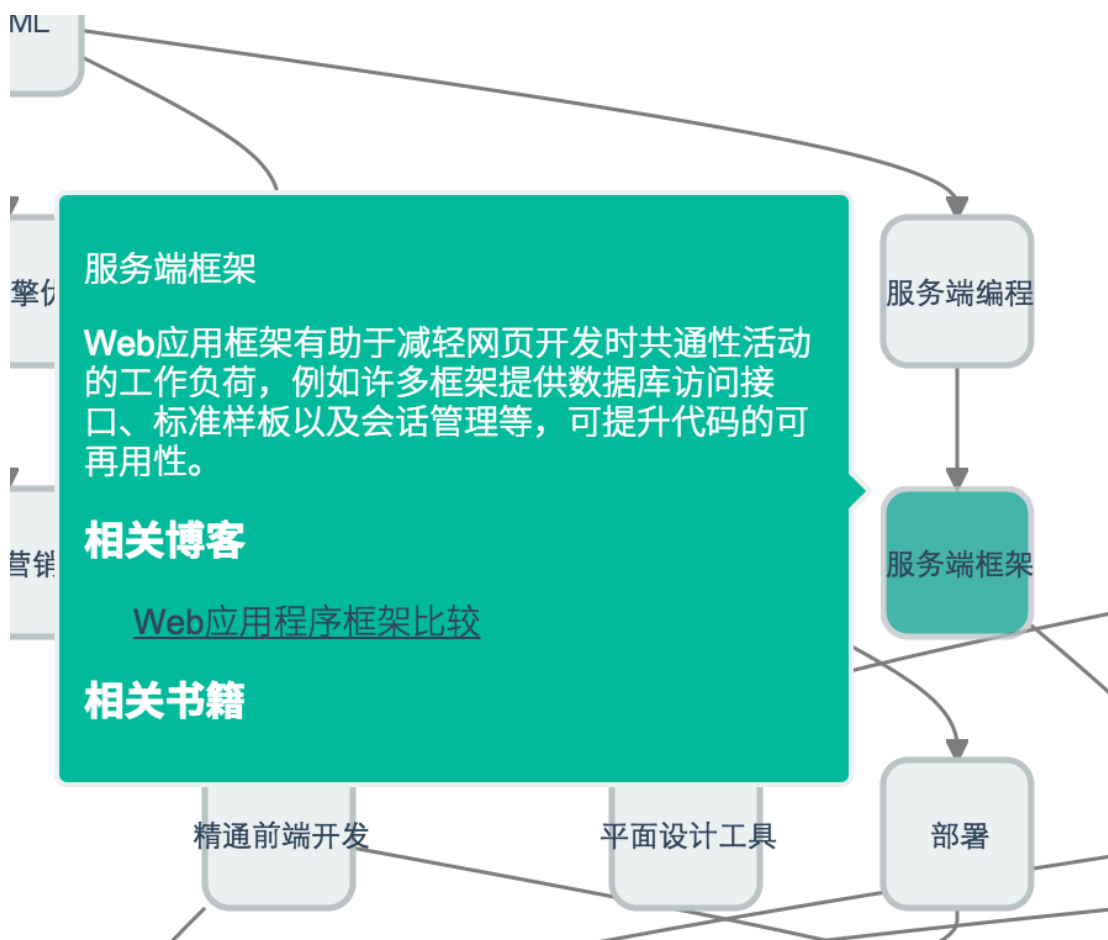 ML
服务端框架
Web应用框架有助于减轻网页开发时共通性活动
的工作负荷，例如许多框架提供数据库访问接
口、标准样板以及会话管理等，可提升代码的可
再用性。
相关博客
Web应用程序框架比较
相关书籍
擎优
服务端编程
营销
服务端框架
精通前端开发
平面设计工具
部署